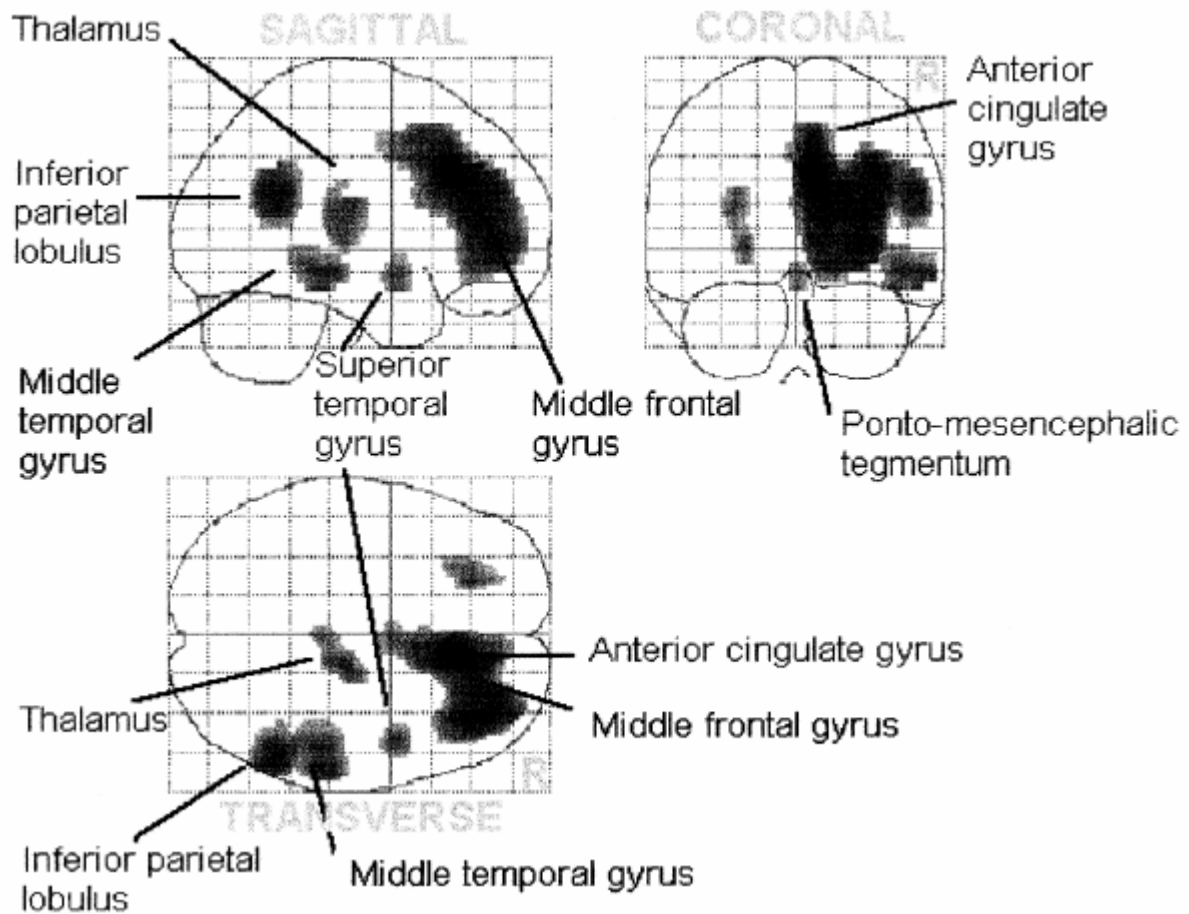 Thalamus
SAGITTAL
CORONAL
R
Anterior
cingulate
gyrus
Inferior
parietal
lobulus
Middle
temporal
gyrus
Superior
temporal
gyrus
Middle frontal
gyrus
Ponto-mesencephalic
tegmentum
Anterior cingulate gyrus
Thalamus
Middle frontal gyrus
R
TRANSVERSE
Inferior parietal
lobulus
Middle temporal gyrus